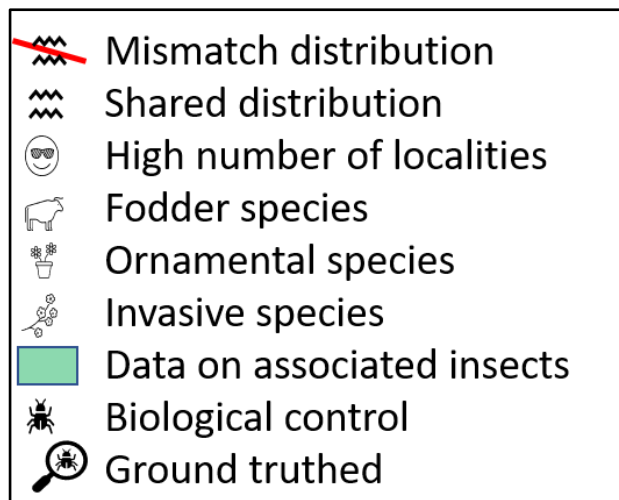 Mismatch distribution
Shared distribution
High number of localities
Fodder species
Ornamental species
Invasive species
Data on associated insects
Biological control
Ground truthed